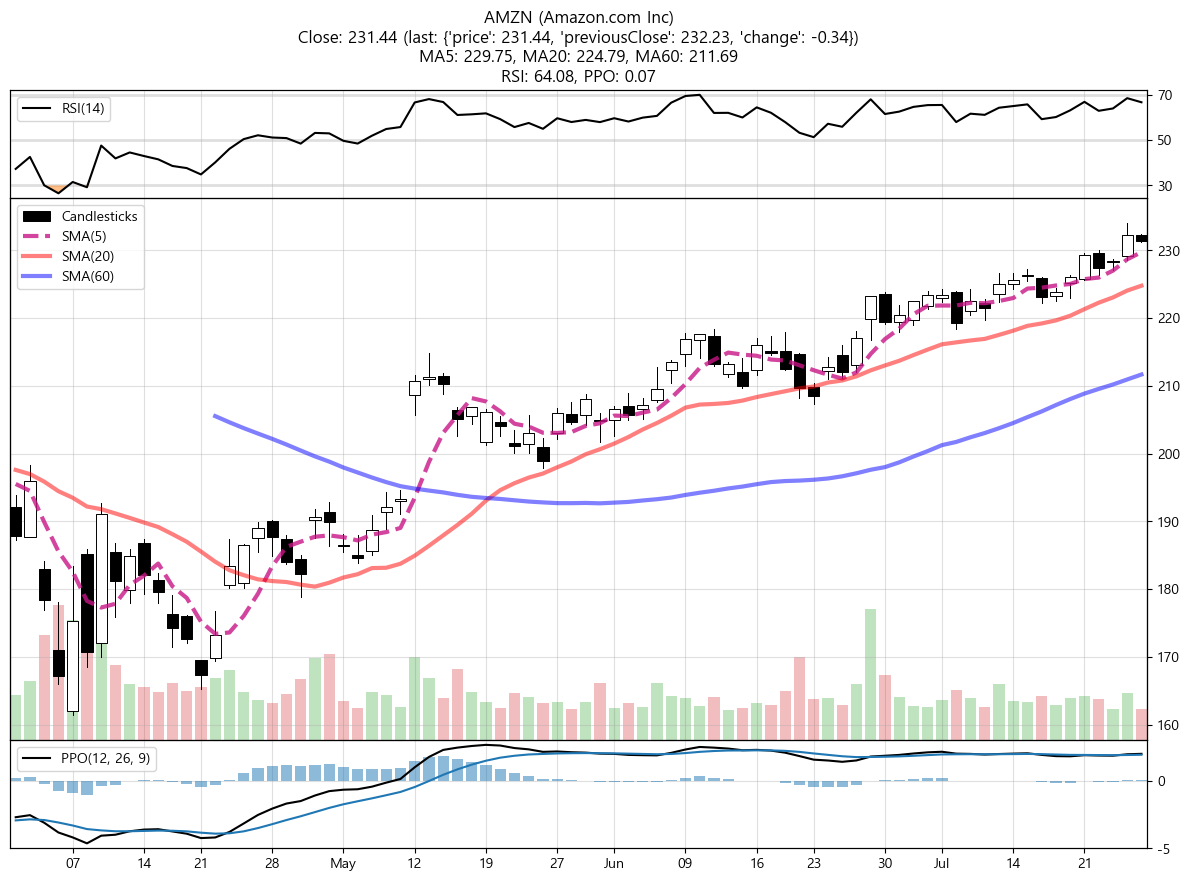 AMZN (Amazon.com Inc)
Close: 231.44 (last: {'price': 231.44, 'previousClose': 232.23, 'change': -0.34})
MA5: 229.75, MA20: 224.79, MA60: 211.69
RSI: 64.08, PPO: 0.07
RSI(14)
70
50
30
Candlesticks
SMA(5)
SMA(20)
SMA(60)
230
220
210
200
190
180
170
160
PPO(12, 26, 9)
0
-5
07 14 21 28 May 12 19 27 Jun 09 16 23 30 Jul 14 21